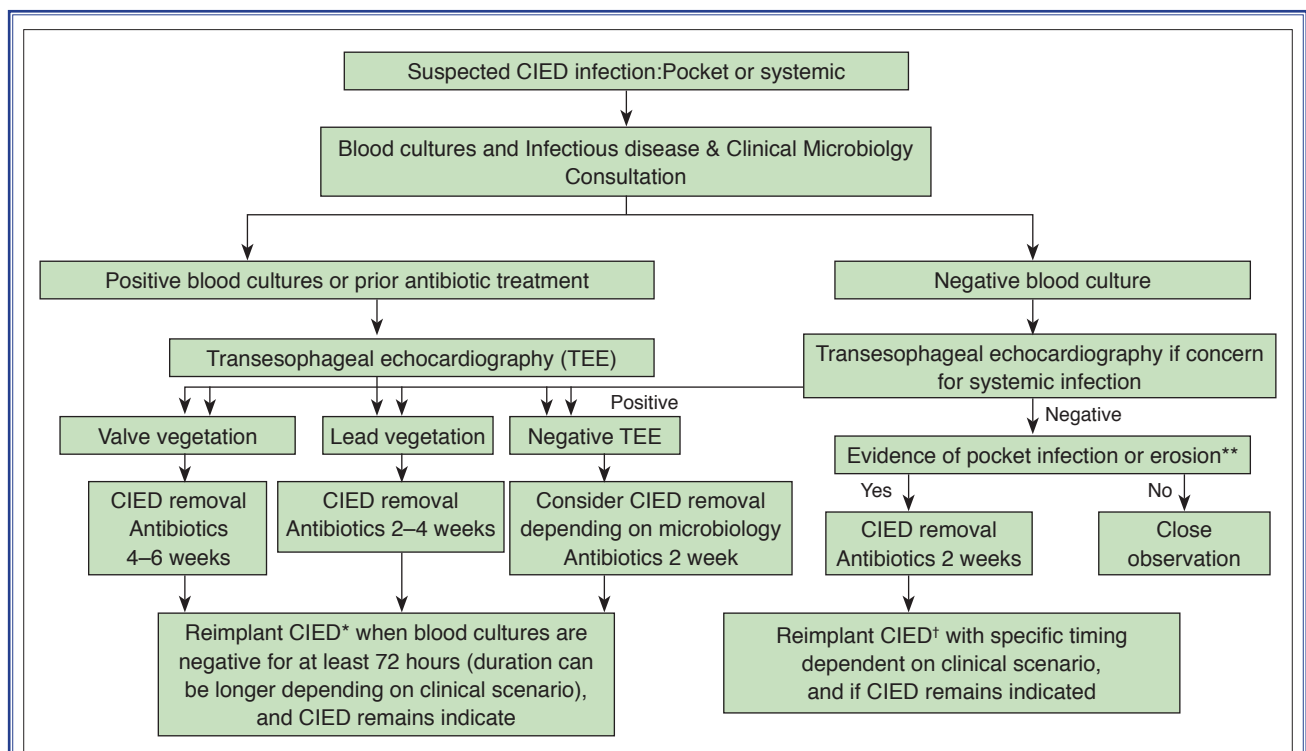 Suspected CIED infection:Pocket or systemic
Blood cultures and Infectious disease & Clinical Microbiolgy
Consultation
Positive blood cultures or prior antibiotic treatment
Negative blood culture
Transesophageal echocardiography (TEE)
Transesophageal echocardiography if concern
for systemic infection
Positive
Negative
Valve vegetation
Lead vegetation
Negative TEE
Evidence of pocket infection or erosion**
Yes
No
CIED removal
Antibiotics
4–6 weeks
CIED removal
Antibiotics 2–4 weeks
Consider CIED removal
depending on microbiology
Antibiotics 2 week
CIED removal
Antibiotics 2 weeks
Close
observation
Reimplant CIED* when blood cultures are
negative for at least 72 hours (duration can
be longer depending on clinical scenario),
and CIED remains indicate
Reimplant CIED† with specific timing
dependent on clinical scenario,
and if CIED remains indicated